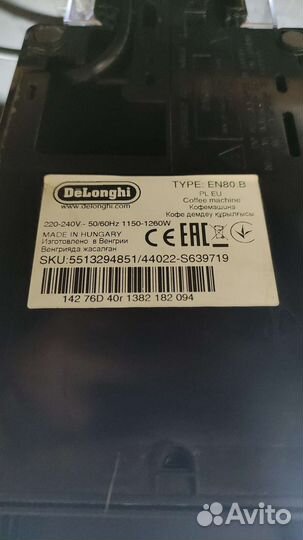 DeLonghi
www.delonghi.com
TYPE: EN80.B
PL EU
Coffee machine
Кофемашина
Кофе демдеу құрылғысы
220-240V~ 50/60Hz 1150-1260W
MADE IN HUNGARY
Изготовлено в Венгрии
Венгрияда жасалған
CE EAC
SKU:5513294851/44022-S639719
142 76D 40r 1382 182 094
Avito